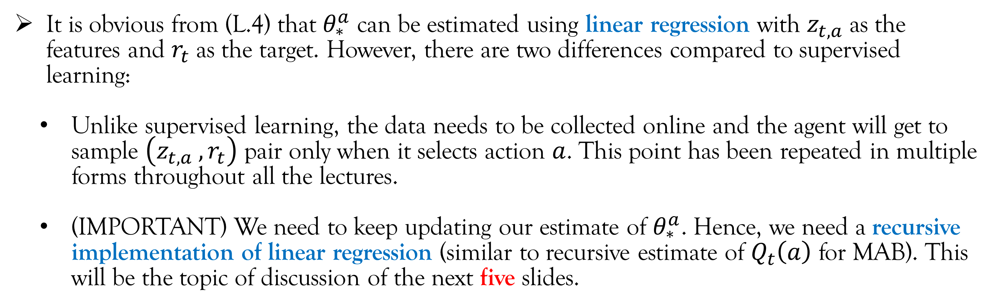 ➢ It is obvious from (L.4) that θ∗ᵃ can be estimated using linear regression with z_{t,a} as the
features and r_t as the target. However, there are two differences compared to supervised
learning:
• Unlike supervised learning, the data needs to be collected online and the agent will get to
sample (z_{t,a} , r_t) pair only when it selects action a. This point has been repeated in multiple
forms throughout all the lectures.
• (IMPORTANT) We need to keep updating our estimate of θ∗ᵃ. Hence, we need a recursive
implementation of linear regression (similar to recursive estimate of Q_t(a) for MAB). This
will be the topic of discussion of the next five slides.